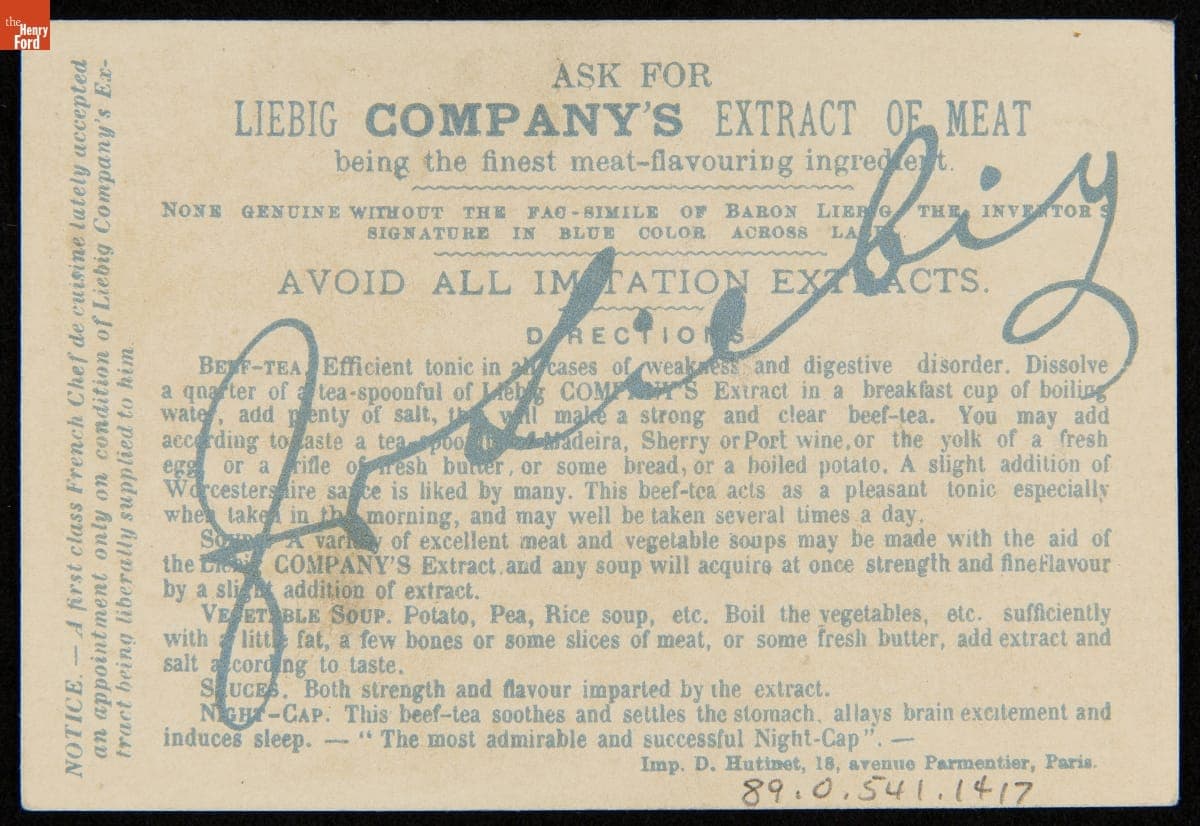 the
Henry
Ford
NOTICE. — A first class French Chef de cuisine lately accepted
an appointment only on condition of Liebig Company's Ex-
tract being liberally supplied to him
ASK FOR
LIEBIG COMPANY'S EXTRACT OF MEAT
being the finest meat-flavouring ingredient.
NONE GENUINE WITHOUT THE FAC-SIMILE OF BARON LIEBIG, THE INVENTOR'S
SIGNATURE IN BLUE COLOR ACROSS LABEL
AVOID ALL IMITATION EXTRACTS.
DIRECTIONS
BEEF-TEA. Efficient tonic in all cases of weakness and digestive disorder. Dissolve
a quarter of a tea-spoonful of Liebig COMPANY'S Extract in a breakfast cup of boiling
water, add plenty of salt, this will make a strong and clear beef-tea. You may add
according to taste a tea-spoonful of Madeira, Sherry or Port wine, or the yolk of a fresh
egg, or a trifle of fresh butter, or some bread, or a boiled potato. A slight addition of
Worcestershire sauce is liked by many. This beef-tea acts as a pleasant tonic especially
when taken in the morning, and may well be taken several times a day.
SOUPS. A variety of excellent meat and vegetable soups may be made with the aid of
the Liebig COMPANY'S Extract and any soup will acquire at once strength and fine Flavour
by a slight addition of extract.
VEGETABLE SOUP. Potato, Pea, Rice soup, etc. Boil the vegetables, etc. sufficiently
with a little fat, a few bones or some slices of meat, or some fresh butter, add extract and
salt according to taste.
SAUCES. Both strength and flavour imparted by the extract.
NIGHT-CAP. This beef-tea soothes and settles the stomach, allays brain excitement and
induces sleep. — " The most admirable and successful Night-Cap". —
Imp. D. Hutinet, 18, avenue Parmentier, Paris.
J v Liebig
89.0.541.1417